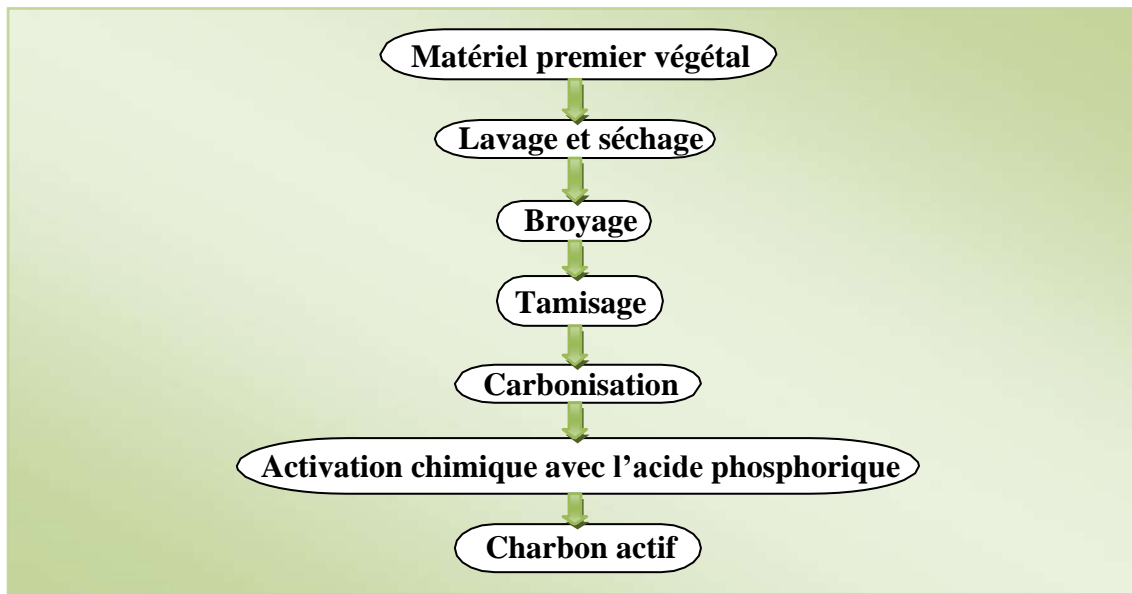 Matériel premier végétal
Lavage et séchage
Broyage
Tamisage
Carbonisation
Activation chimique avec l'acide phosphorique
Charbon actif